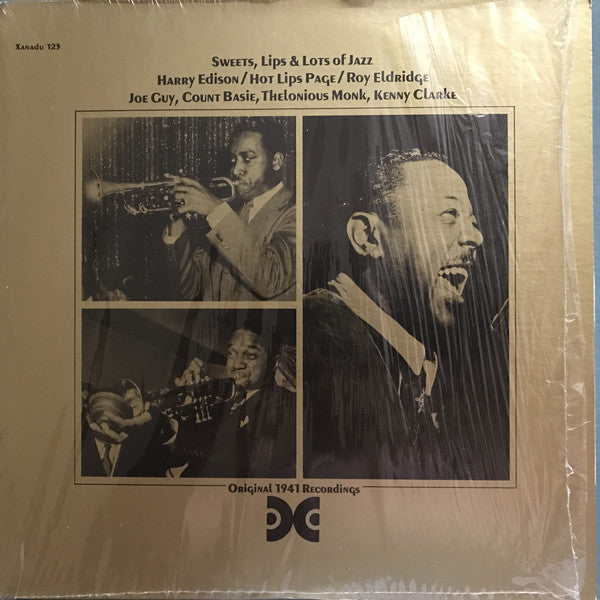 Xanadu 123
Sweets, Lips & Lots of Jazz
Harry Edison/Hot Lips Page/Roy Eldridge
Joe Guy, Count Basie, Thelonious Monk, Kenny Clarke
Original 1941 Recordings